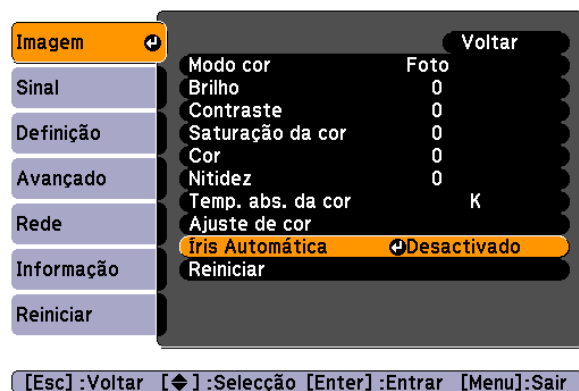 Imagem
Sinal
Definição
Avançado
Rede
Informação
Reiniciar
Voltar
Modo cor Foto
Brilho 0
Contraste 0
Saturação da cor 0
Cor 0
Nitidez 0
Temp. abs. da cor K
Ajuste de cor
Íris Automática Desactivado
Reiniciar
[Esc] :Voltar [ ] :Selecção [Enter] :Entrar [Menu]:Sair